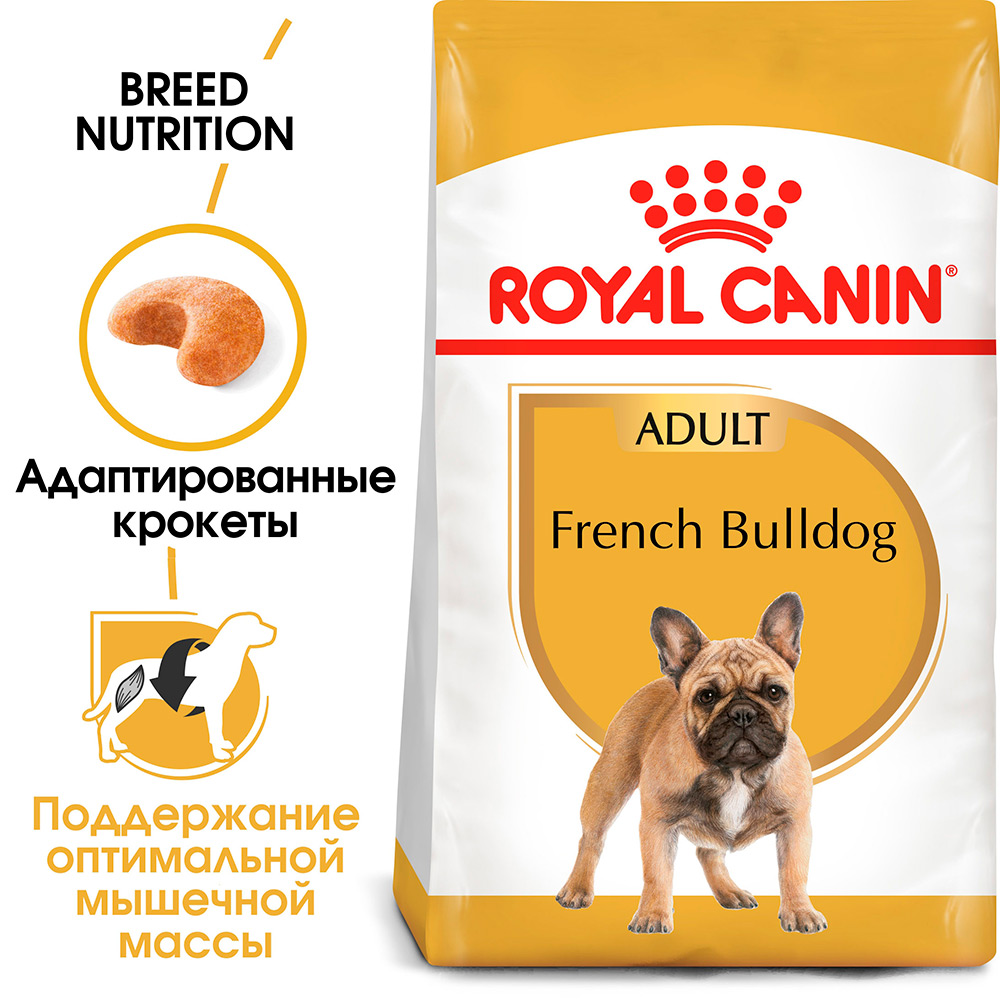 BREED
NUTRITION
Адаптированные
крокеты
Поддержание
оптимальной
мышечной
массы
ROYAL CANIN®
ADULT
French Bulldog